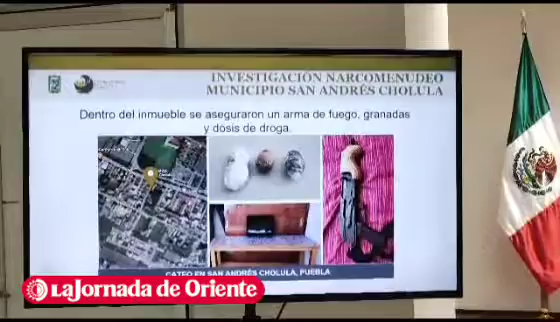 INVESTIGACIÓN NARCOMENUDEO
MUNICIPIO SAN ANDRÉS CHOLULA
Dentro del inmueble se aseguraron un arma de fuego, granadas
y dosis de droga.
CATEO EN SAN ANDRÉS CHOLULA, PUEBLA
LaJornada de Oriente